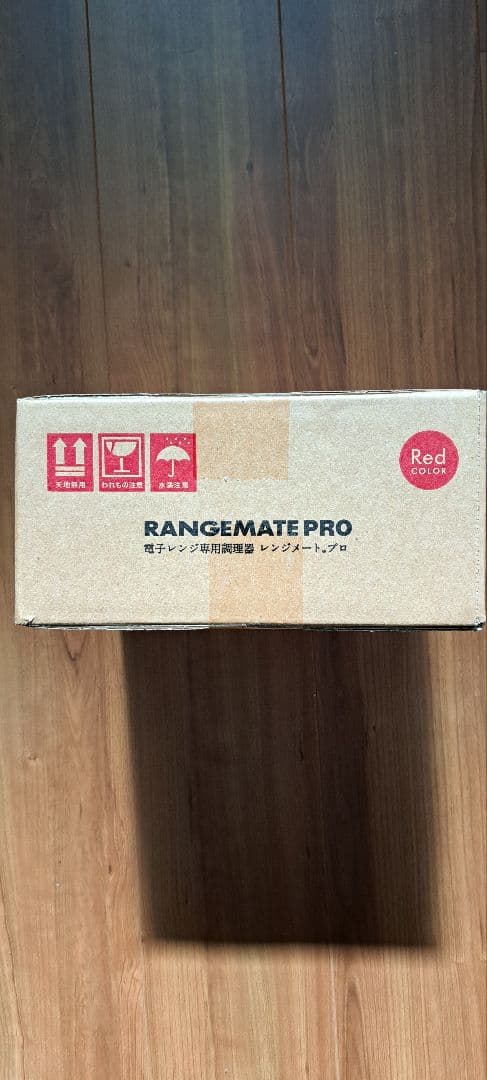 天地無用
われもの注意
水濡注意
Red
COLOR
RANGEMATE PRO
電子レンジ専用調理器 レンジメート®プロ